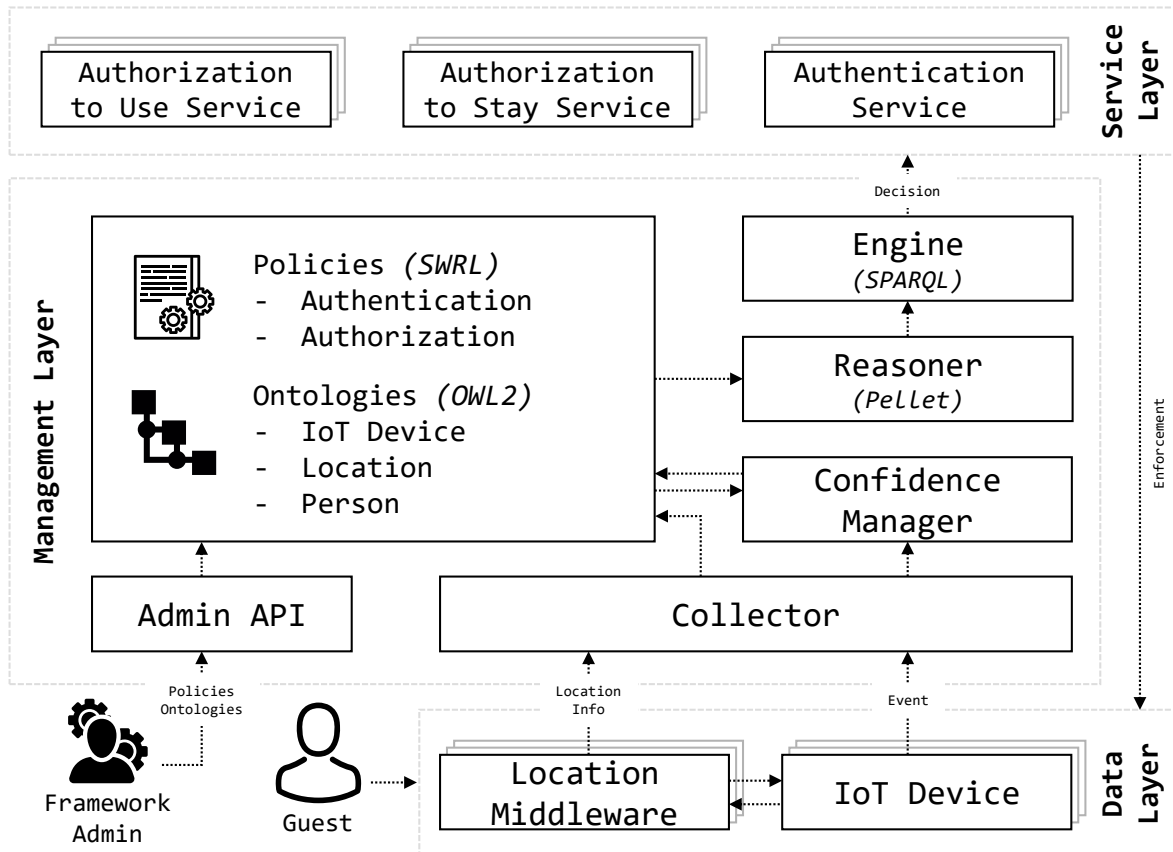 Authorization
to Use Service
Authorization
to Stay Service
Authentication
Service
Service
Layer
Decision
Management Layer
Policies (SWRL)
- Authentication
- Authorization
Ontologies (OWL2)
- IoT Device
- Location
- Person
Engine
(SPARQL)
Reasoner
(Pellet)
Confidence
Manager
Enforcement
Admin API
Collector
Policies
Ontologies
Location
Info
Event
Framework
Admin
Guest
Location
Middleware
IoT Device
Data
Layer